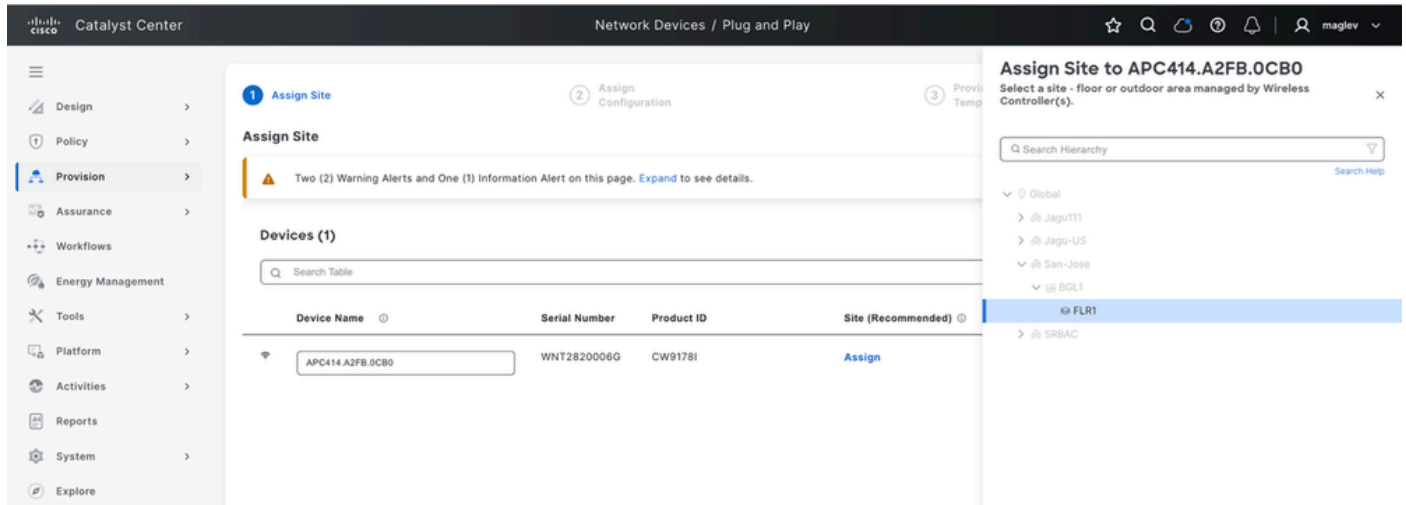 cisco Catalyst Center
Network Devices / Plug and Play
maglev
Design
Policy
Provision
Assurance
Workflows
Energy Management
Tools
Platform
Activities
Reports
System
Explore
1 Assign Site
2 Assign
Configuration
3 Provis
Temp
Assign Site
Two (2) Warning Alerts and One (1) Information Alert on this page. Expand to see details.
Devices (1)
Search Table
Device Name Serial Number Product ID Site (Recommended)
APC414.A2FB.0CB0 WNT2820006G CW9178I Assign
Assign Site to APC414.A2FB.0CB0
Select a site - floor or outdoor area managed by Wireless
Controller(s).
Search Hierarchy
Search Help
Global
Jagu111
Jagu-US
San-Jose
BGL1
FLR1
SRBAC